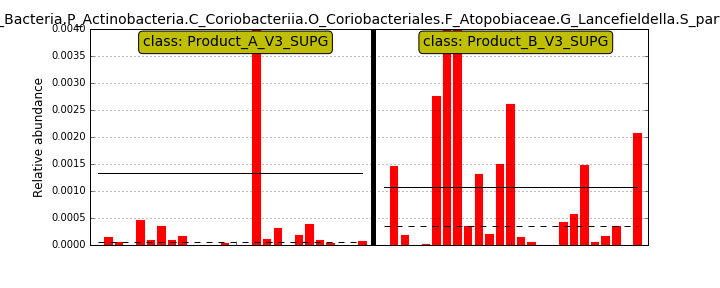 _Bacteria.P_Actinobacteria.C_Coriobacteriia.O_Coriobacteriales.F_Atopobiaceae.G_Lancefieldella.S_par
class: Product_A_V3_SUPG
class: Product_B_V3_SUPG
Relative abundance
0.0040
0.0035
0.0030
0.0025
0.0020
0.0015
0.0010
0.0005
0.0000